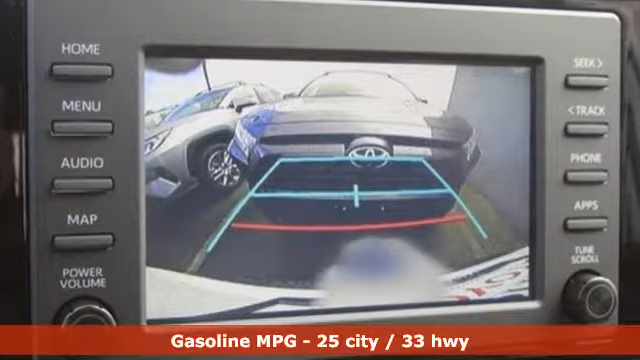 HOME
MENU
AUDIO
MAP
POWER
VOLUME
SEEK >
< TRACK
PHONE
APPS
TUNE
SCROLL
Gasoline MPG - 25 city / 33 hwy